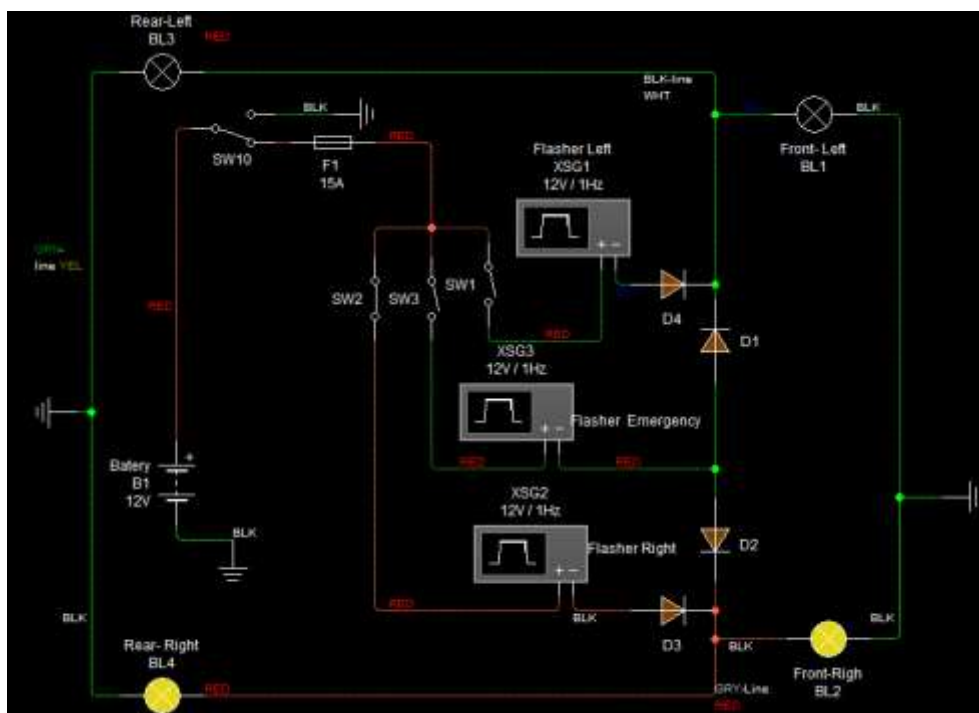 Rear-Left
BL3
RED
BLK-line
WHT
BLK
BLK
RED
SW10
F1
15A
Front- Left
BL1
Flasher Left
XSG1
12V / 1Hz
line YEL
RED
SW2
SW3
SW1
D4
RED
D1
XSG3
12V / 1Hz
Flasher Emergency
RED
RED
Batery
B1
12V
BLK
XSG2
12V / 1Hz
Flasher Right
D2
RED
BLK
D3
BLK
BLK
BLK
Rear- Right
BL4
RED
Front-Righ
BL2
GRY-Line
RED